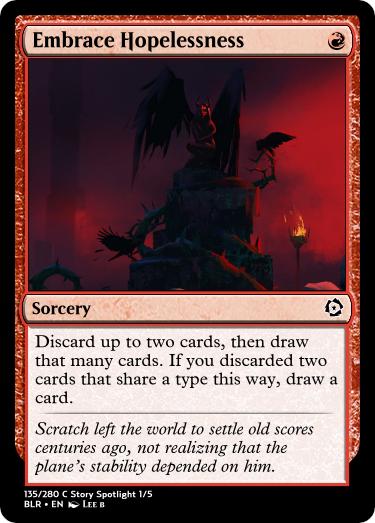 Embrace Hopelessness
Sorcery
Discard up to two cards, then draw
that many cards. If you discarded two
cards that share a type this way, draw a
card.
Scratch left the world to settle old scores
centuries ago, not realizing that the
plane's stability depended on him.
135/280 C Story Spotlight 1/5
BLR • EN Lee B